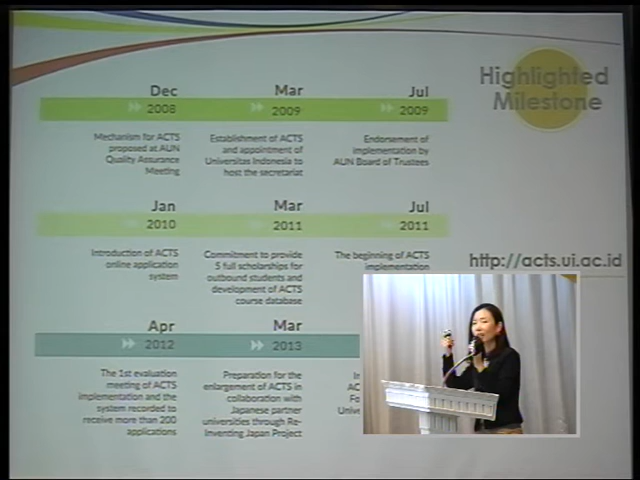 Highlighted
Milestone
Dec
2008
Mar
2009
Jul
2009
Mechanism for ACTS
proposed at AUN
Quality Assurance
Meeting
Establishment of ACTS
and appointment of
Universitas Indonesia to
host the secretariat
Endorsement of
implementation by
AUN Board of Trustees
Jan
2010
Mar
2011
Jul
2011
Introduction of ACTS
online application
system
Commitment to provide
5 full scholarships for
outbound students and
development of ACTS
course database
The beginning of ACTS
implementation
http://acts.ui.ac.id
Apr
2012
Mar
2013
The 1st evaluation
meeting of ACTS
implementation and the
system recorded to
receive more than 200
applications
Preparation for the
enlargement of ACTS in
collaboration with
Japanese partner
universities through Re-
Inventing Japan Project